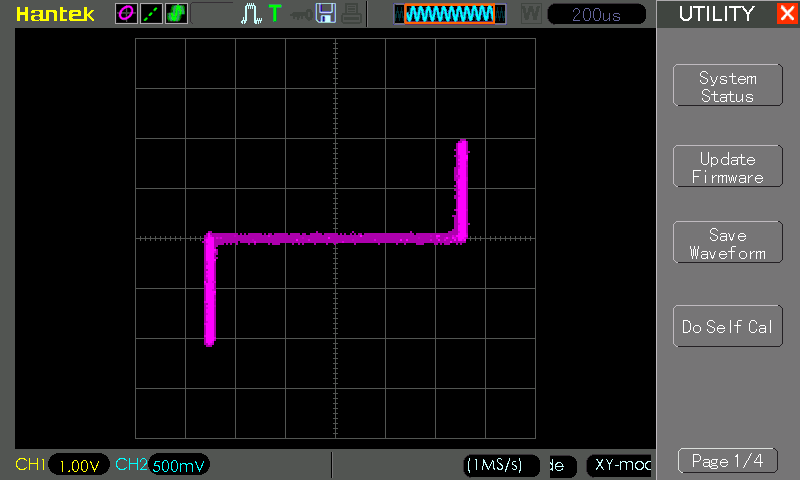 Hantek
T
W
200us
UTILITY
System
Status
Update
Firmware
Save
Waveform
Do Self Cal
CH1 1.00V CH2 500mV
(1MS/s)
de
XY-mod
Page 1/4